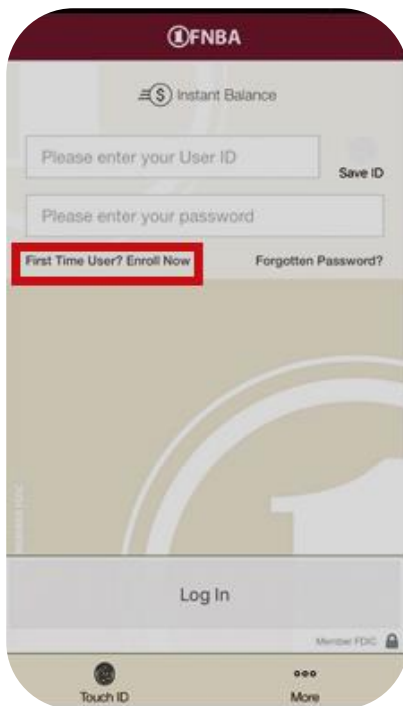 FNBA
Instant Balance
Please enter your User ID
Save ID
Please enter your password
First Time User? Enroll Now
Forgotten Password?
Log In
Member FDIC
Touch ID
More